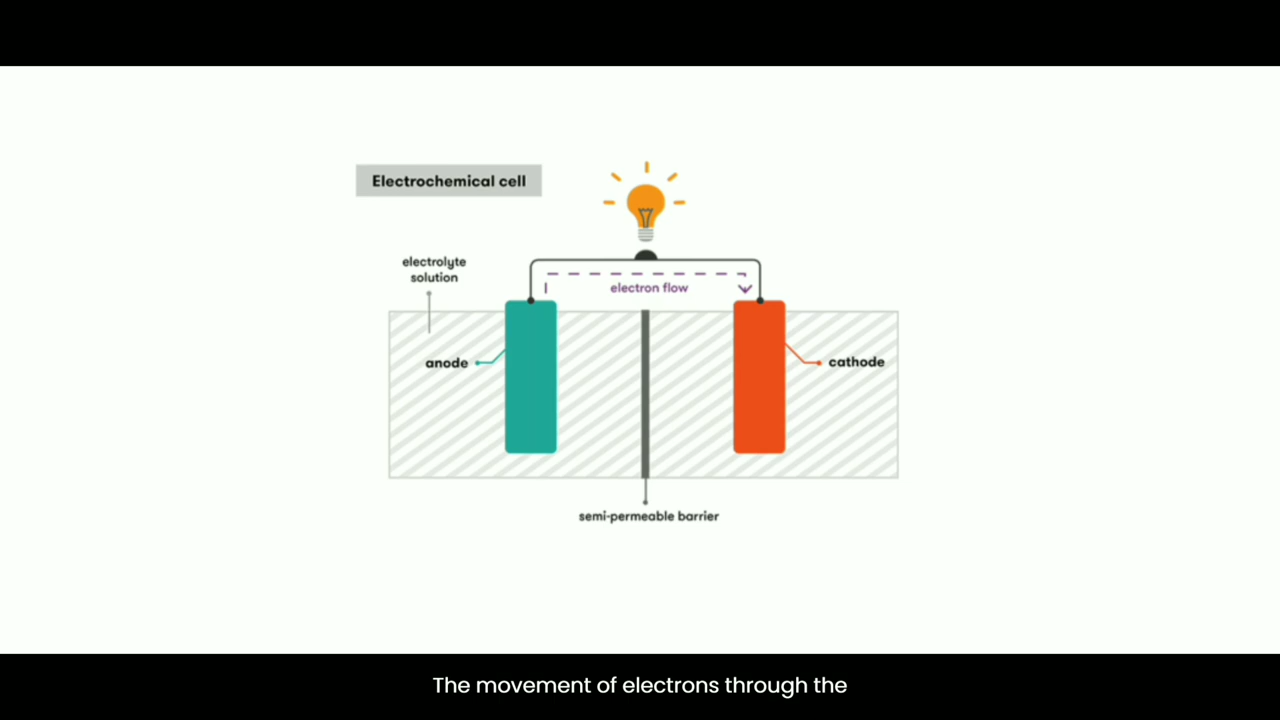 Electrochemical cell
electrolyte
solution
electron flow
anode
cathode
semi-permeable barrier
The movement of electrons through the